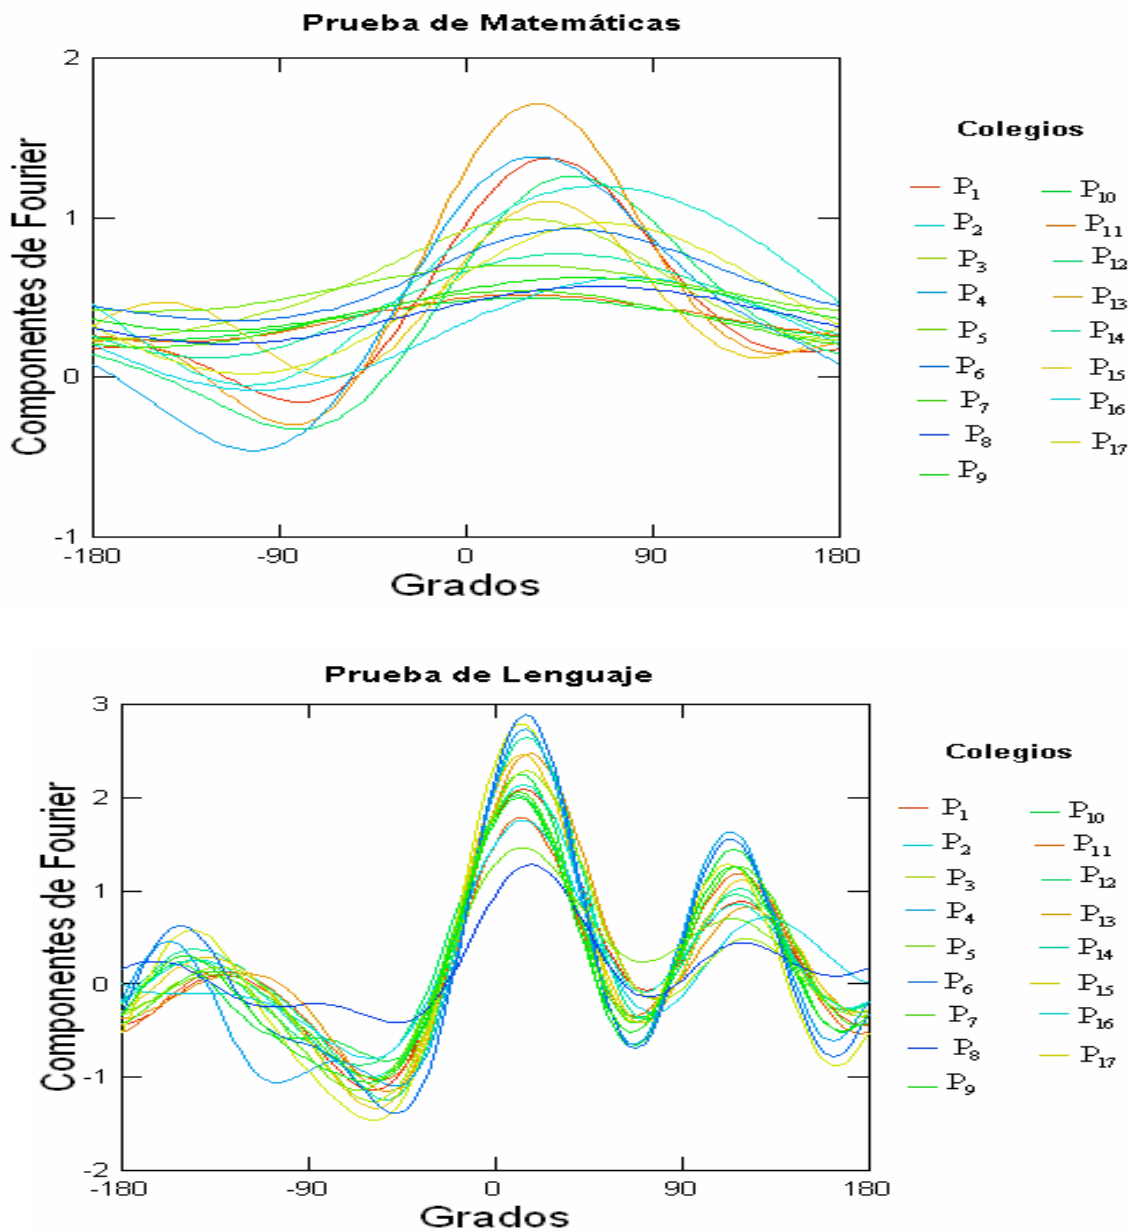 Prueba de Matemáticas
2
1
0
-1
Componentes de Fourier
-180 -90 0 90 180
Grados
Colegios
P1 P10
P2 P11
P3 P12
P4 P13
P5 P14
P6 P15
P7 P16
P8 P17
P9
Prueba de Lenguaje
3
2
1
0
-1
-2
Componentes de Fourier
-180 -90 0 90 180
Grados
Colegios
P1 P10
P2 P11
P3 P12
P4 P13
P5 P14
P6 P15
P7 P16
P8 P17
P9